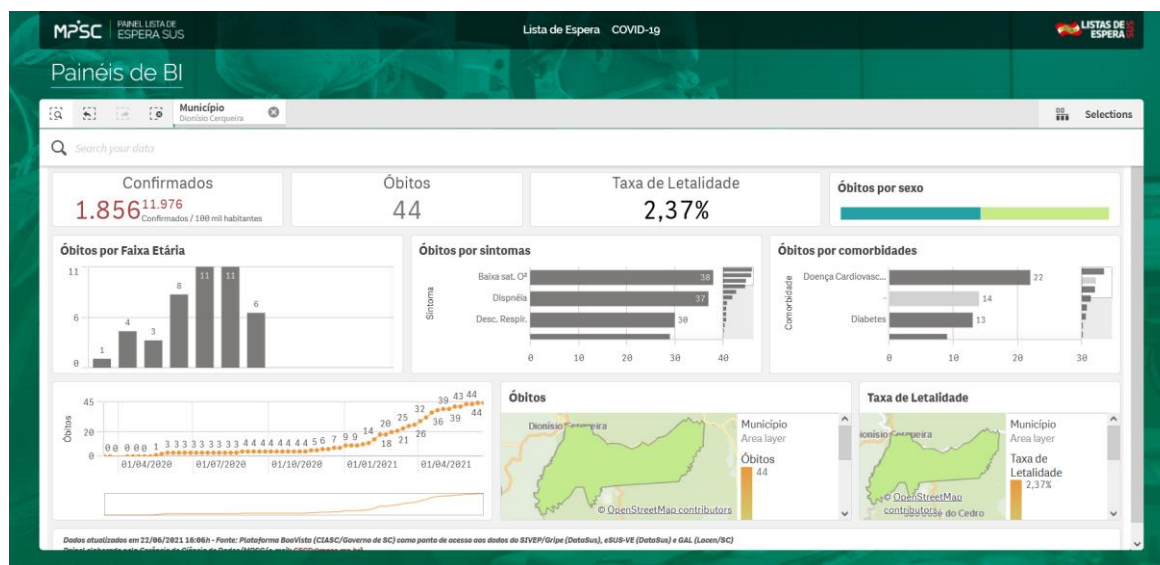 MPSC PAINEL LISTA DE ESPERA SUS
Lista de Espera COVID-19
LISTAS DE ESPERA SUS
Painéis de BI
Município
Dionísio Cerqueira
Selections
Search your data
Confirmados
1.856 11.976
Confirmados / 100 mil habitantes
Óbitos
44
Taxa de Letalidade
2,37%
Óbitos por sexo
Óbitos por Faixa Etária
11
6
0
1 4 3 8 11 11 6
Óbitos por sintomas
Sintoma
Baixa sat. O² 38
Dispnéia 37
Desc. Respir. 30
0 10 20 30 40
Óbitos por comorbidades
Comorbidade
Doença Cardiovasc... 22
- 14
Diabetes 13
0 10 20 30
Óbitos
45
20
0
0 0 0 0 0 1 3 3 3 3 3 3 3 3 3 4 4 4 4 4 4 5 6 7 9 9 14 18 20 21 25 26 32 36 39 39 43 44 44
01/04/2020 01/07/2020 01/10/2020 01/01/2021 01/04/2021
Óbitos
Dionísio Cerqueira
© OpenStreetMap contributors
Município
Area layer
Óbitos
44
Taxa de Letalidade
ionísio Cerqueira
© OpenStreetMap
contributors
do Cedro
Município
Area layer
Taxa de
Letalidade
2,37%
Dados atualizados em 22/06/2021 16:06h - Fonte: Plataforma BoaVista (CIASC/Governo de SC) como ponto de acesso aos dados do SIVEP/Gripe (DataSus), eSUS-VE (DataSus) e GAL (Lacen/SC)